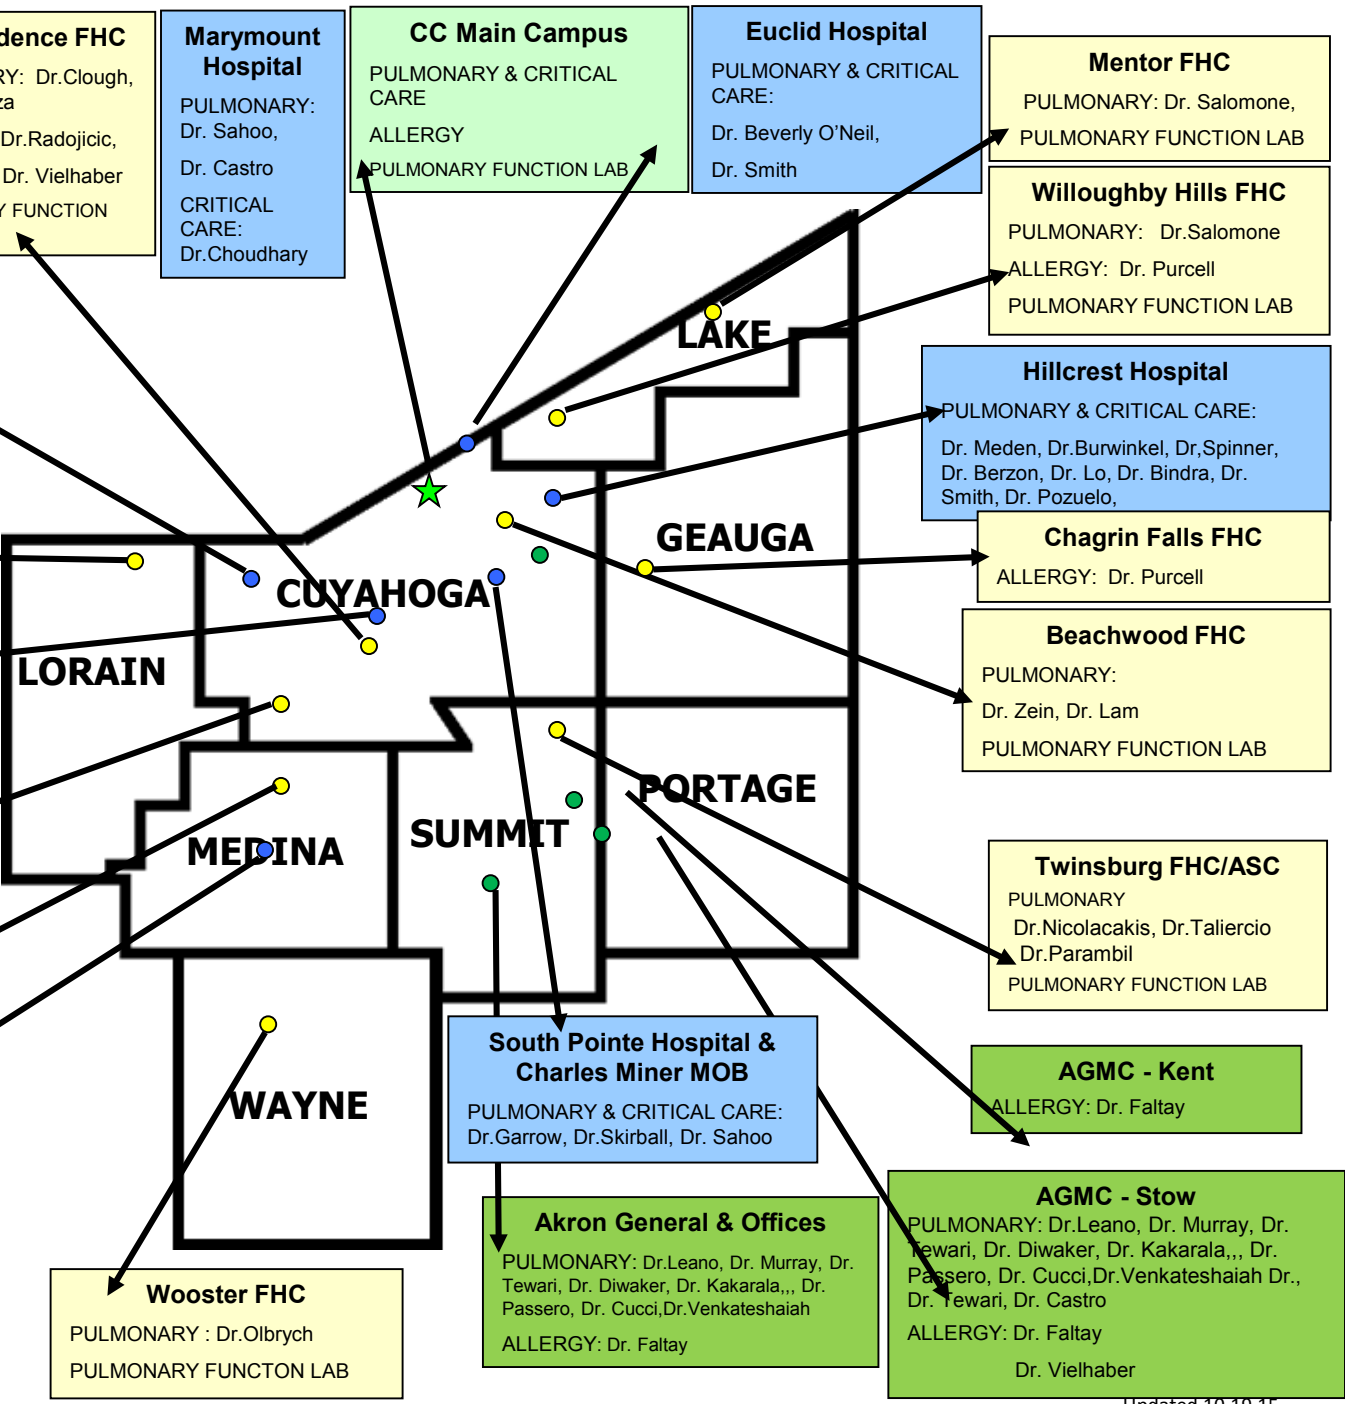 dence FHC
RY: Dr.Clough,
za
Dr.Radojicic,
Dr. Vielhaber
Y FUNCTION
Marymount
Hospital
PULMONARY:
Dr. Sahoo,
Dr. Castro
CRITICAL
CARE:
Dr.Choudhary
CC Main Campus
PULMONARY & CRITICAL
CARE
ALLERGY
PULMONARY FUNCTION LAB
Euclid Hospital
PULMONARY & CRITICAL
CARE:
Dr. Beverly O’Neil,
Dr. Smith
Mentor FHC
PULMONARY: Dr. Salomone,
PULMONARY FUNCTION LAB
Willoughby Hills FHC
PULMONARY: Dr.Salomone
ALLERGY: Dr. Purcell
PULMONARY FUNCTION LAB
Hillcrest Hospital
PULMONARY & CRITICAL CARE:
Dr. Meden, Dr.Burwinkel, Dr,Spinner,
Dr. Berzon, Dr. Lo, Dr. Bindra, Dr.
Smith, Dr. Pozuelo,
Chagrin Falls FHC
ALLERGY: Dr. Purcell
Beachwood FHC
PULMONARY:
Dr. Zein, Dr. Lam
PULMONARY FUNCTION LAB
LAKE
GEAUGA
CUYAHOGA
LORAIN
PORTAGE
SUMMIT
MEDINA
WAYNE
Twinsburg FHC/ASC
PULMONARY
Dr.Nicolacakis, Dr.Taliercio
Dr.Parambil
PULMONARY FUNCTION LAB
South Pointe Hospital &
Charles Miner MOB
PULMONARY & CRITICAL CARE:
Dr.Garrow, Dr.Skirball, Dr. Sahoo
AGMC - Kent
ALLERGY: Dr. Faltay
Akron General & Offices
PULMONARY: Dr.Leano, Dr. Murray, Dr.
Tewari, Dr. Diwaker, Dr. Kakarala,,, Dr.
Passero, Dr. Cucci,Dr.Venkateshaiah
ALLERGY: Dr. Faltay
AGMC - Stow
PULMONARY: Dr.Leano, Dr. Murray, Dr.
Tewari, Dr. Diwaker, Dr. Kakarala,,, Dr.
Passero, Dr. Cucci,Dr.Venkateshaiah Dr.,
Dr. Tewari, Dr. Castro
ALLERGY: Dr. Faltay
Dr. Vielhaber
Wooster FHC
PULMONARY : Dr.Olbrych
PULMONARY FUNCTON LAB
Updated 10.19.15